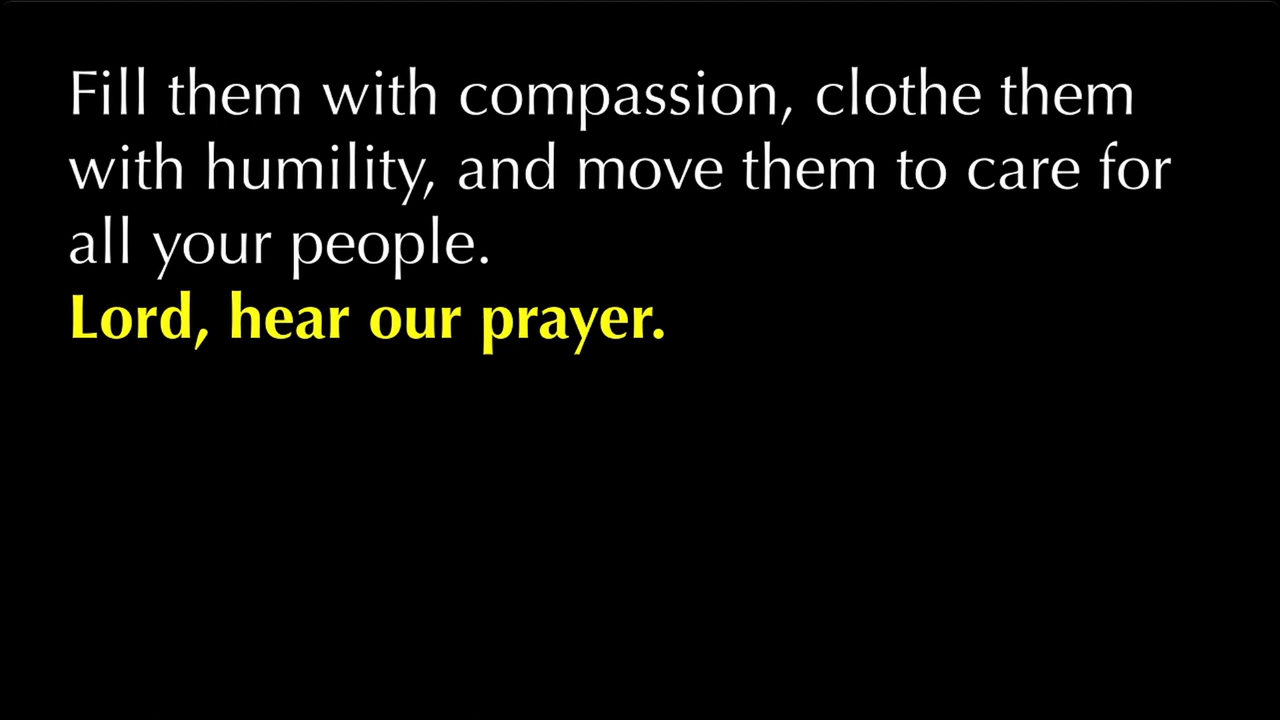 Fill them with compassion, clothe them
with humility, and move them to care for
all your people.
Lord, hear our prayer.